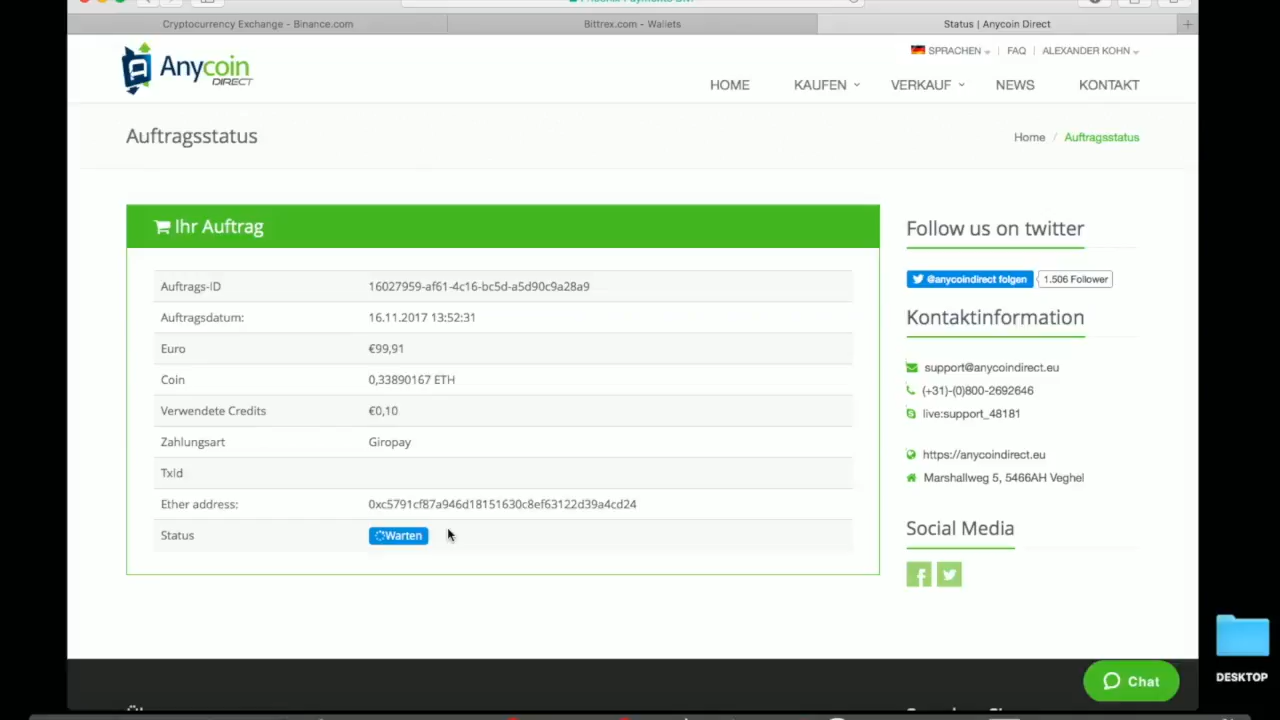 Cryptocurrency Exchange - Binance.com
Bittrex.com - Wallets
Status | Anycoin Direct
+
Anycoin
DIRECT
SPRACHEN
FAQ
ALEXANDER KOHN
HOME
KAUFEN
VERKAUF
NEWS
KONTAKT
Auftragsstatus
Home / Auftragsstatus
Ihr Auftrag
Auftrags-ID 16027959-af61-4c16-bc5d-a5d90c9a28a9
Auftragsdatum: 16.11.2017 13:52:31
Euro €99,91
Coin 0,33890167 ETH
Verwendete Credits €0,10
Zahlungsart Giropay
TxId
Ether address: 0xc5791cf87a946d18151630c8ef63122d39a4cd24
Status Warten
Follow us on twitter
@anycoindirect folgen 1.506 Follower
Kontaktinformation
support@anycoindirect.eu
(+31)-(0)800-2692646
live:support_48181
https://anycoindirect.eu
Marshallweg 5, 5466AH Veghel
Social Media
Chat
DESKTOP